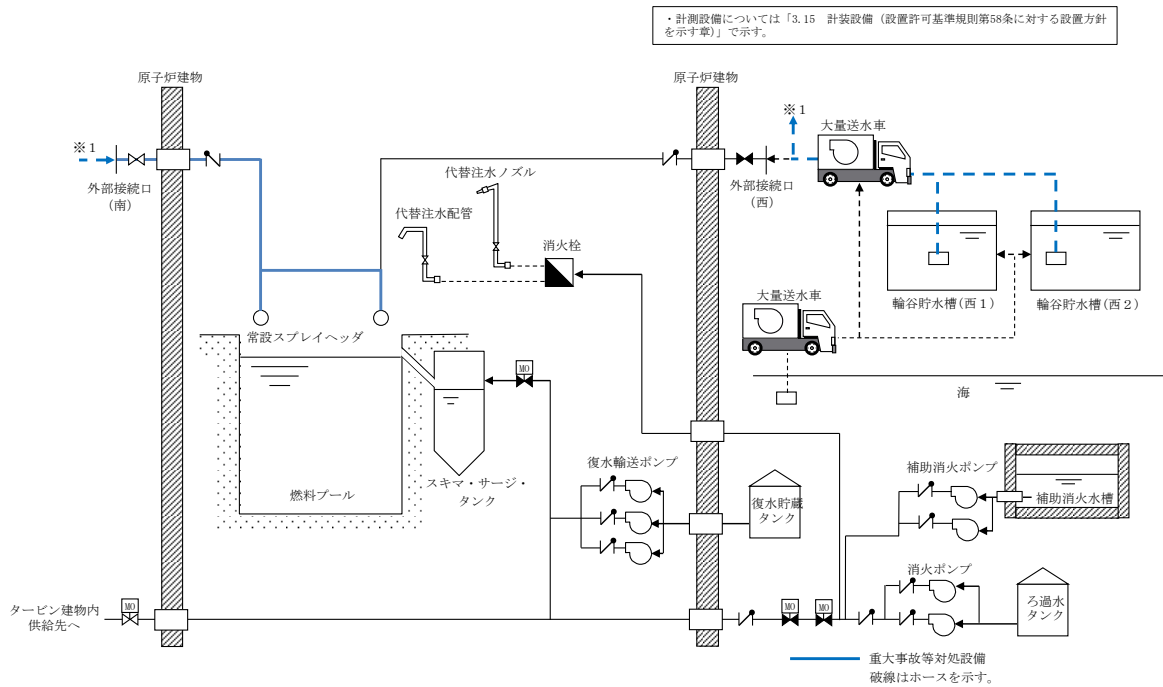 ・計測設備については「3.15　計装設備（設置許可基準規則第58条に対する設置方針
を示す章）」で示す。
原子炉建物
原子炉建物
※1
大量送水車
※1
外部接続口
(南)
代替注水ノズル
外部接続口
(西)
代替注水配管
消火栓
輪谷貯水槽(西１)
輪谷貯水槽(西２)
大量送水車
常設スプレイヘッダ
MO
海
復水輸送ポンプ
補助消火ポンプ
スキマ・サージ・
タンク
燃料プール
補助消火水槽
復水貯蔵
タンク
消火ポンプ
タービン建物内
供給先へ
MO
MO
MO
ろ過水
タンク
重大事故等対処設備
破線はホースを示す。